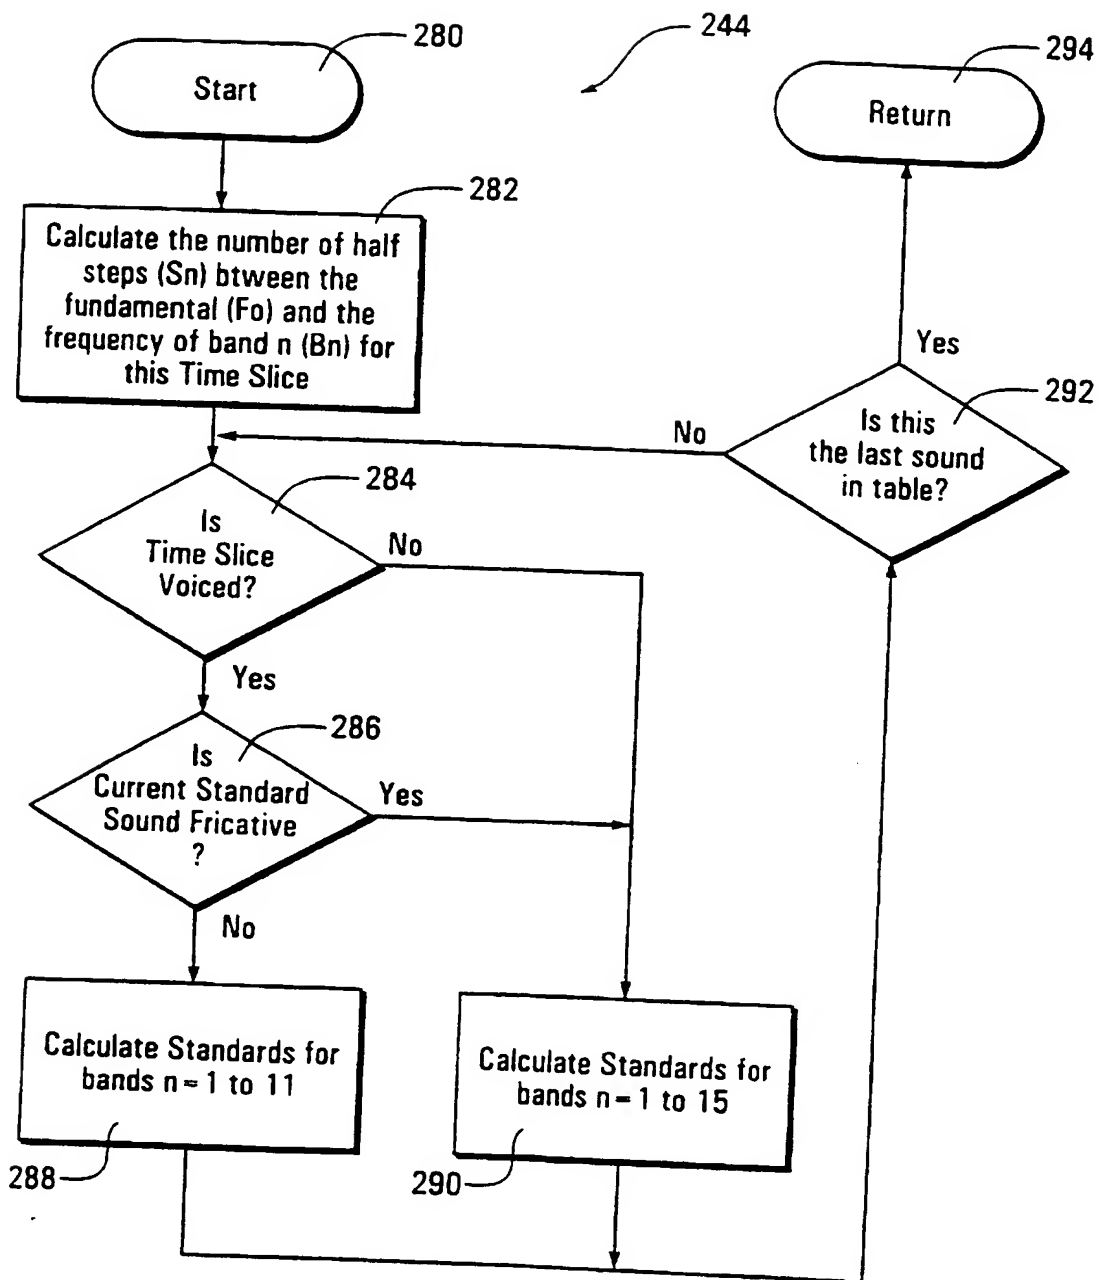 280
Start
244
294
Return
282
Calculate the number of half
steps (Sn) btween the
fundamental (Fo) and the
frequency of band n (Bn) for
this Time Slice
Yes
292
Is this
the last sound
in table?
No
284
Is
Time Slice
Voiced?
No
Yes
286
Is
Current Standard
Sound Fricative
?
Yes
No
Calculate Standards for
bands n = 1 to 11
288
Calculate Standards for
bands n = 1 to 15
290